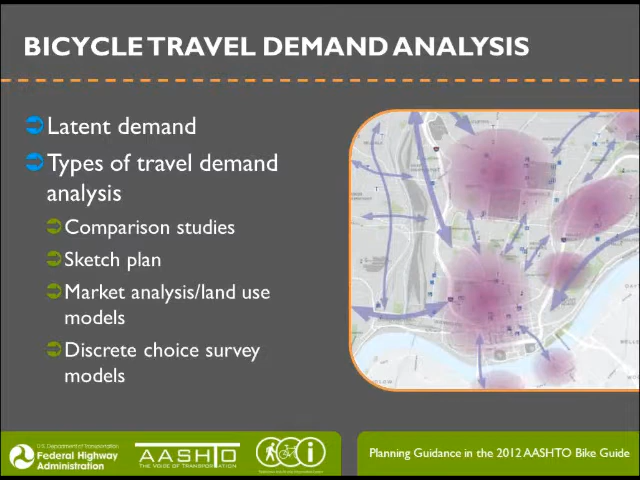 BICYCLE TRAVEL DEMAND ANALYSIS
Latent demand
Types of travel demand
analysis
Comparison studies
Sketch plan
Market analysis/land use
models
Discrete choice survey
models
U.S. Department of Transportation
Federal Highway
Administration
AASHTO
THE VOICE OF TRANSPORTATION
Planning Guidance in the 2012 AASHTO Bike Guide